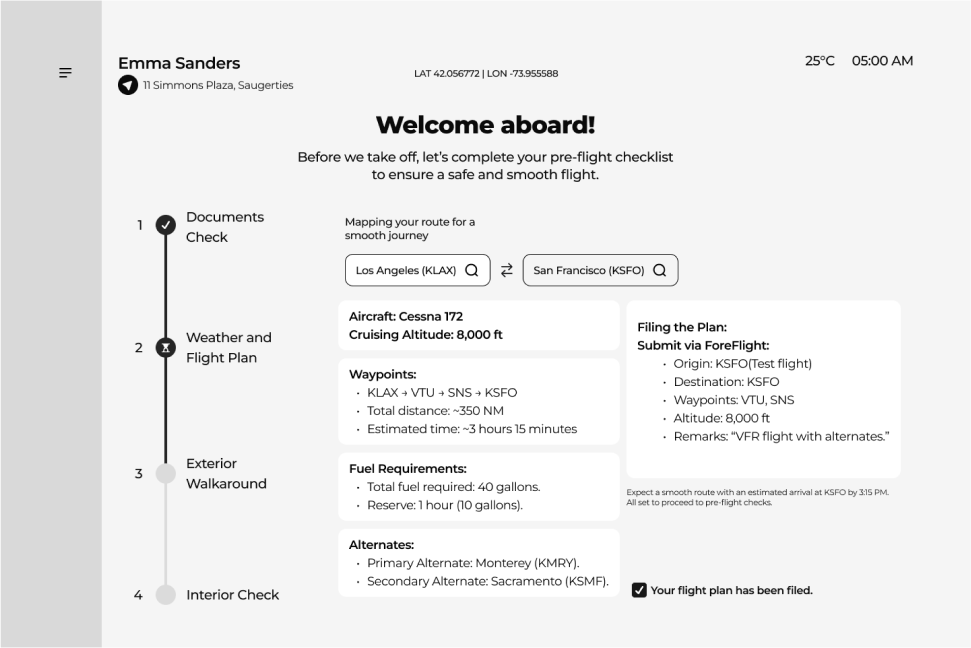 Emma Sanders
11 Simmons Plaza, Saugerties
LAT 42.056772 | LON -73.955588
25°C 05:00 AM
Welcome aboard!
Before we take off, let’s complete your pre-flight checklist
to ensure a safe and smooth flight.
1 Documents
Check
2 Weather and
Flight Plan
3 Exterior
Walkaround
4 Interior Check
Mapping your route for a
smooth journey
Los Angeles (KLAX)
San Francisco (KSFO)
Aircraft: Cessna 172
Cruising Altitude: 8,000 ft
Waypoints:
• KLAX → VTU → SNS → KSFO
• Total distance: ~350 NM
• Estimated time: ~3 hours 15 minutes
Fuel Requirements:
• Total fuel required: 40 gallons.
• Reserve: 1 hour (10 gallons).
Alternates:
• Primary Alternate: Monterey (KMRY).
• Secondary Alternate: Sacramento (KSMF).
Filing the Plan:
Submit via ForeFlight:
• Origin: KSFO(Test flight)
• Destination: KSFO
• Waypoints: VTU, SNS
• Altitude: 8,000 ft
• Remarks: “VFR flight with alternates.”
Expect a smooth route with an estimated arrival at KSFO by 3:15 PM.
All set to proceed to pre-flight checks.
Your flight plan has been filed.